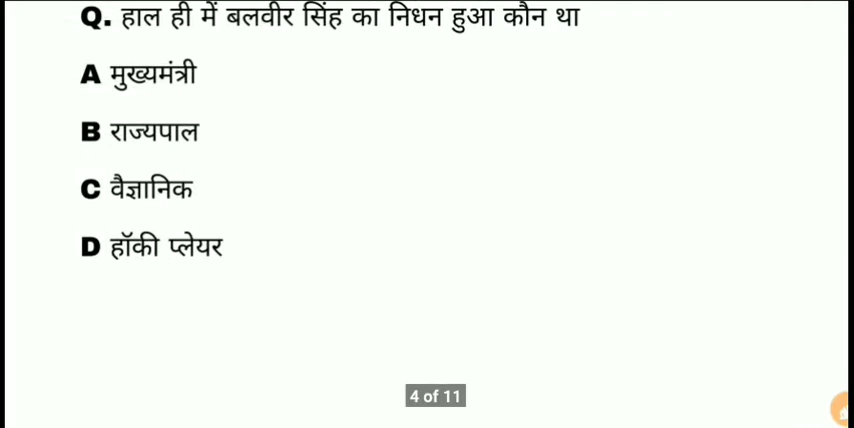 Q. हाल ही में बलवीर सिंह का निधन हुआ कौन था
A मुख्यमंत्री
B राज्यपाल
C वैज्ञानिक
D हॉकी प्लेयर
4 of 11